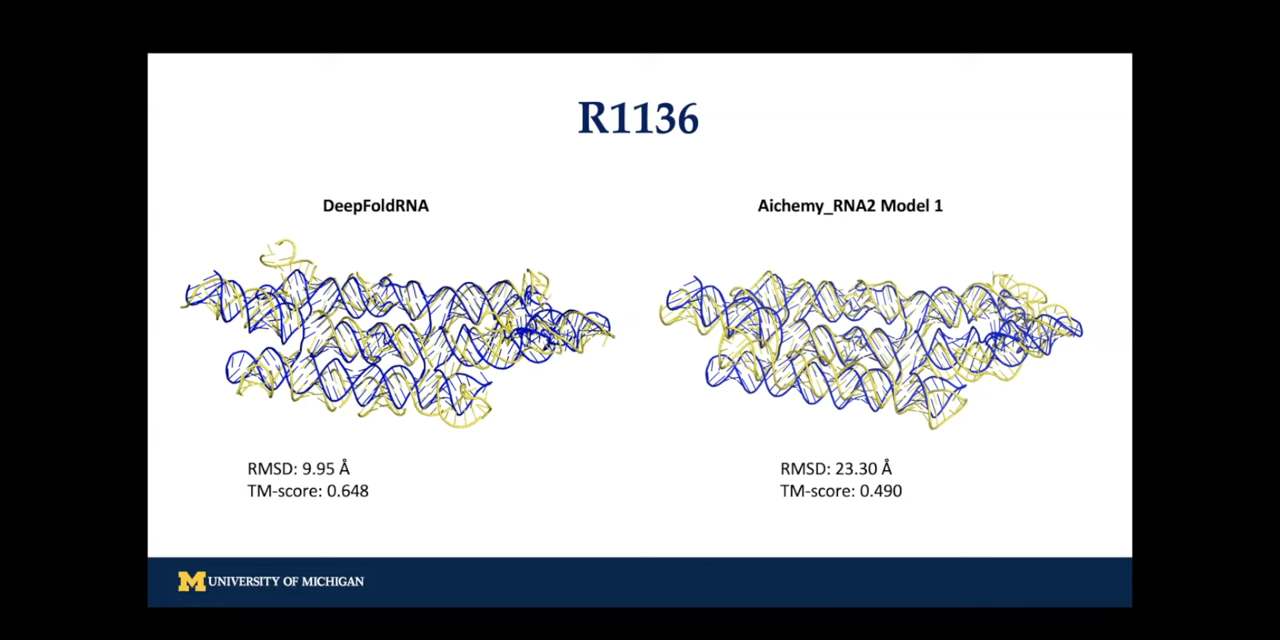 R1136
DeepFoldRNA
Aichemy_RNA2 Model 1
RMSD: 9.95 Å
TM-score: 0.648
RMSD: 23.30 Å
TM-score: 0.490
M UNIVERSITY OF MICHIGAN